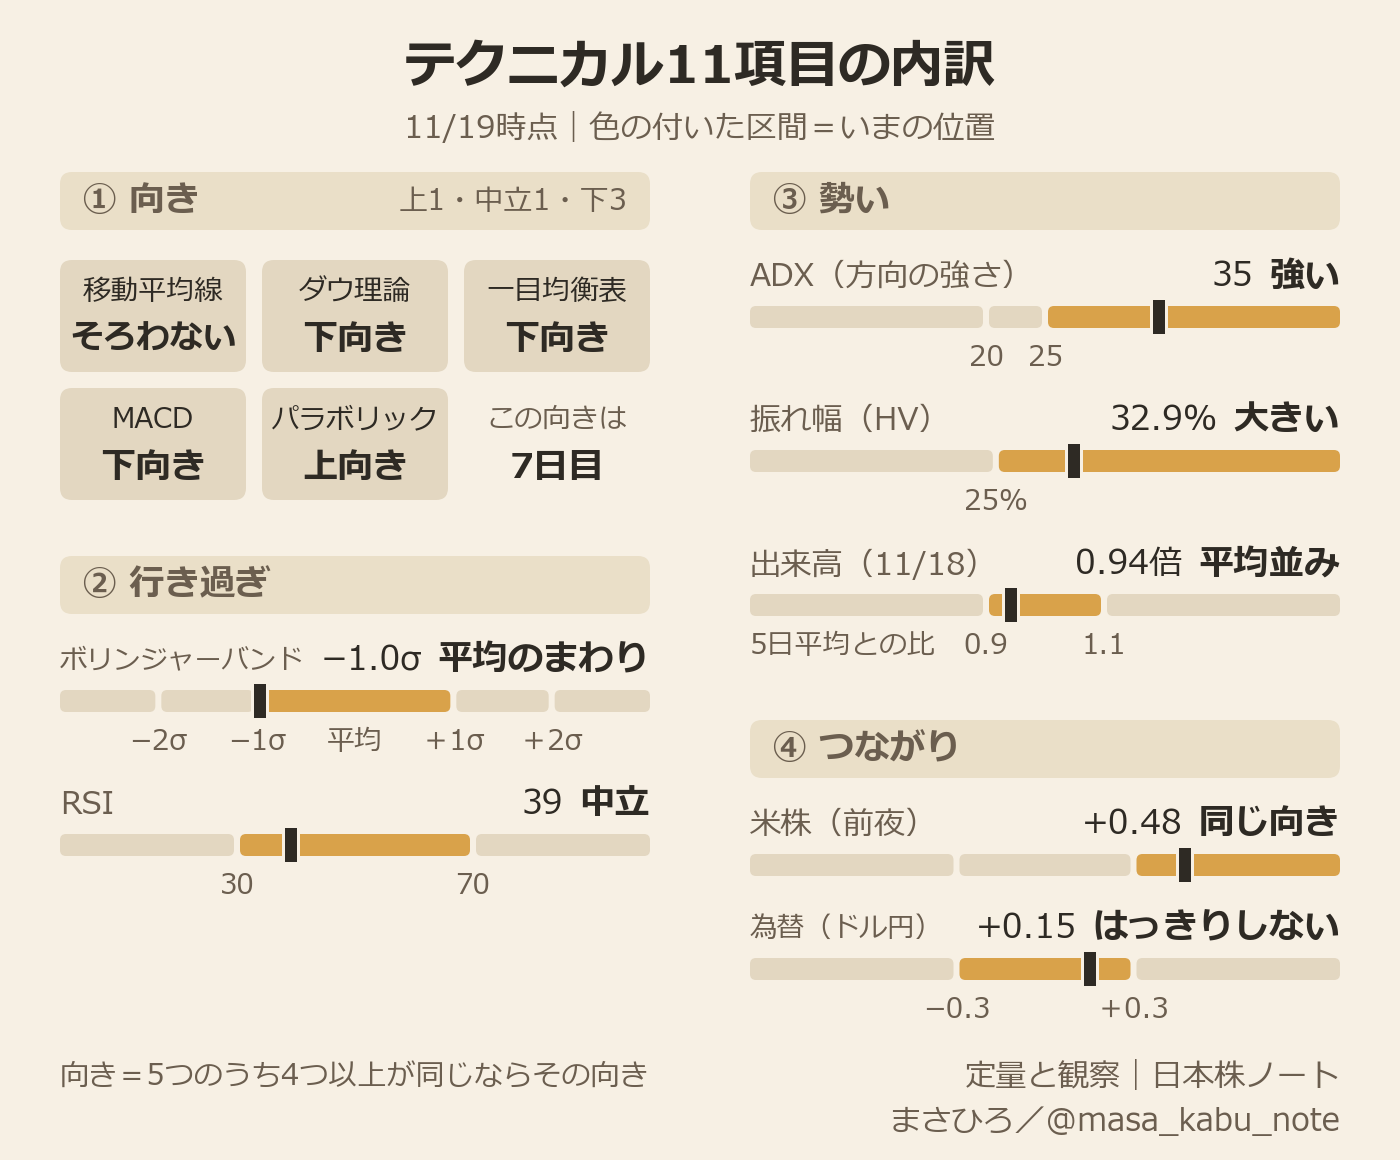 テクニカル11項目の内訳
11/19時点｜色の付いた区間＝いまの位置
① 向き 上1・中立1・下3
移動平均線
そろわない
ダウ理論
下向き
一目均衡表
下向き
MACD
下向き
パラボリック
上向き
この向きは
7日目
② 行き過ぎ
ボリンジャーバンド −1.0σ 平均のまわり
−2σ −1σ 平均 +1σ +2σ
RSI 39 中立
30 70
③ 勢い
ADX（方向の強さ） 35 強い
20 25
振れ幅（HV） 32.9% 大きい
25%
出来高（11/18） 0.94倍 平均並み
5日平均との比 0.9 1.1
④ つながり
米株（前夜） +0.48 同じ向き
為替（ドル円） +0.15 はっきりしない
−0.3 +0.3
向き＝5つのうち4つ以上が同じならその向き
定量と観察｜日本株ノート
まさひろ／@masa_kabu_note